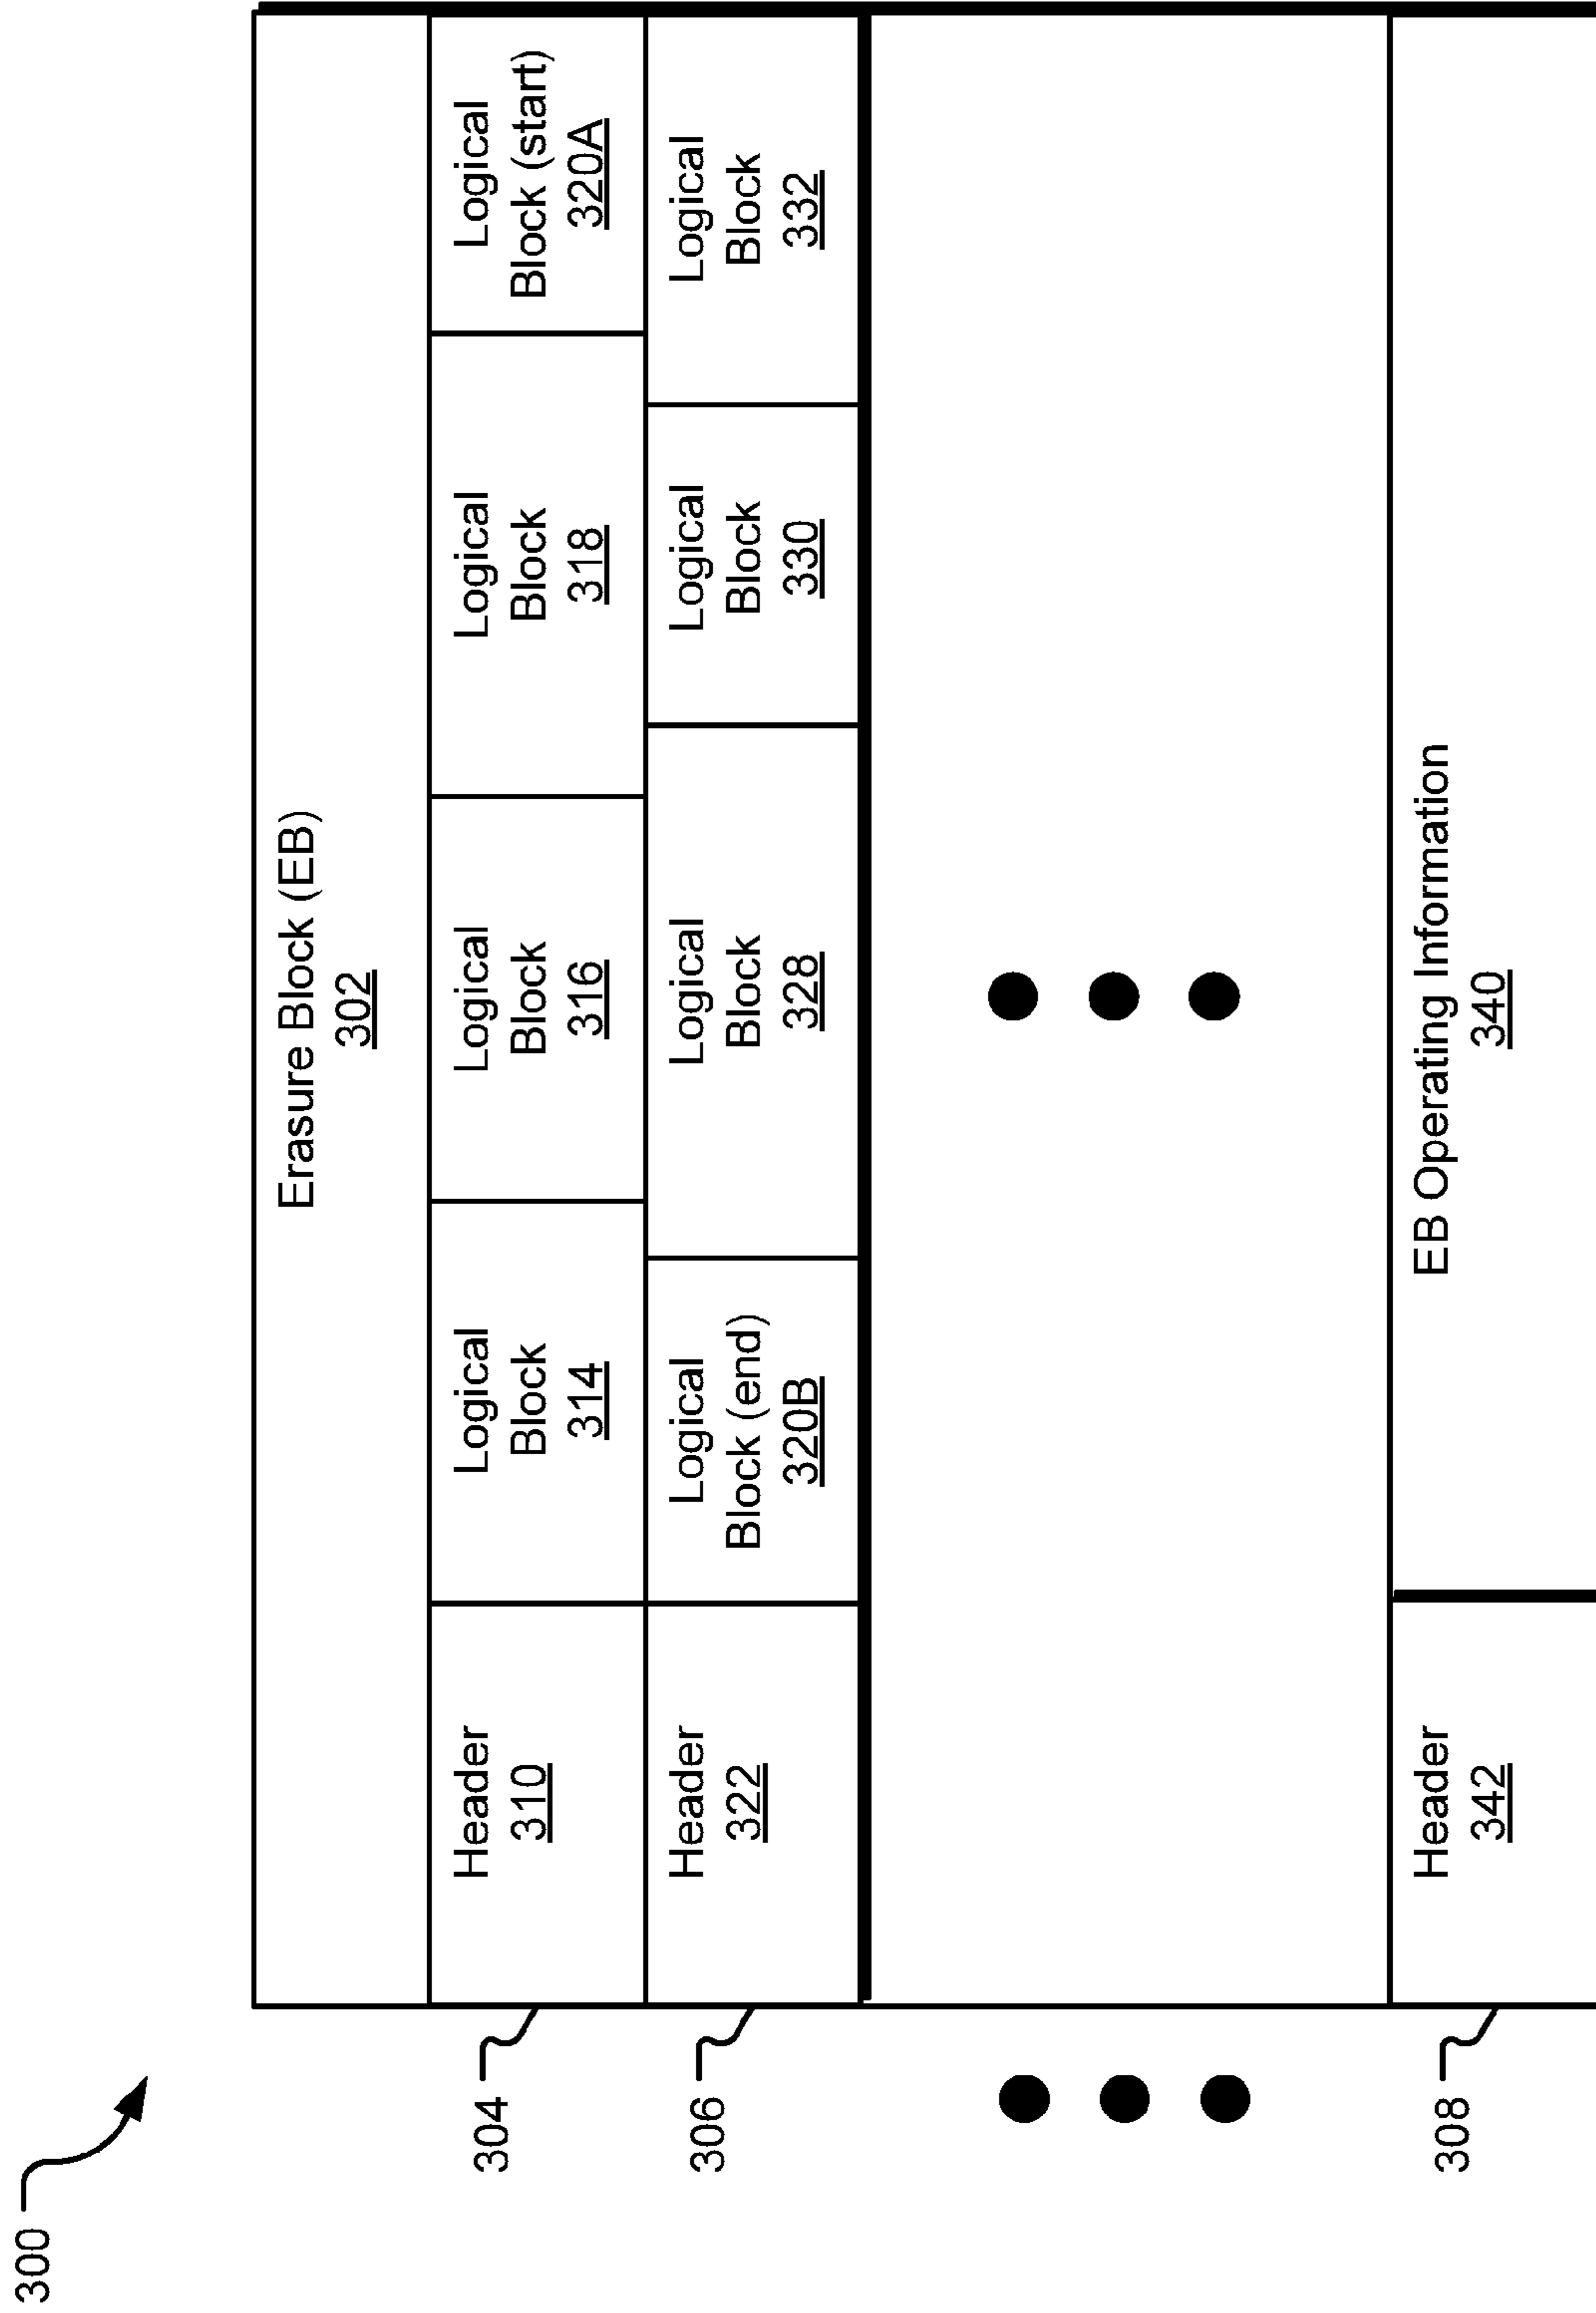 300
Erasure Block (EB)
302
304
Header
310
Logical
Block
314
Logical
Block
316
Logical
Block
318
Logical
Block (start)
320A
306
Header
322
Logical
Block (end)
320B
Logical
Block
328
Logical
Block
330
Logical
Block
332
308
Header
342
EB Operating Information
340